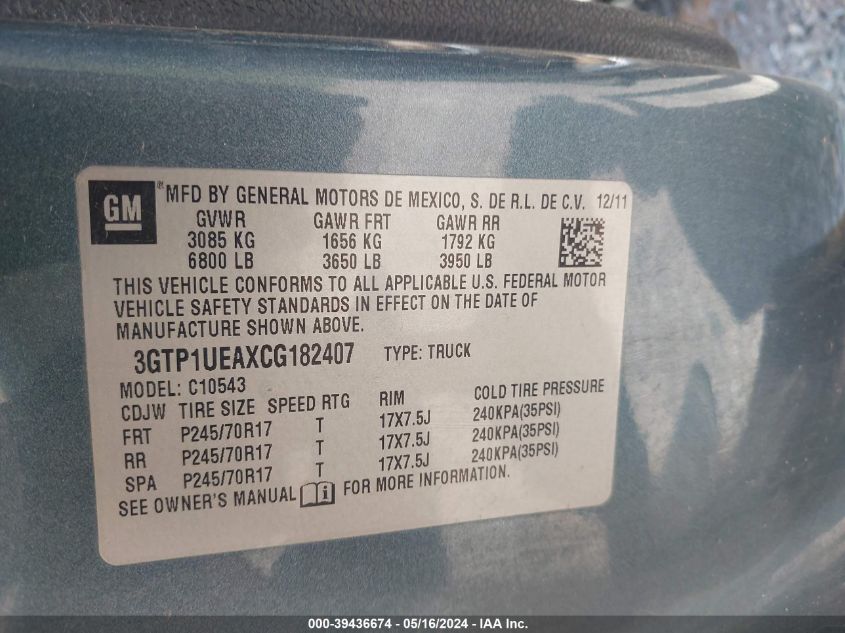 GM ® MFD BY GENERAL MOTORS DE MEXICO, S. DE R.L. DE C.V. 12/11
GVWR GAWR FRT GAWR RR
3085 KG 1656 KG 1792 KG
6800 LB 3650 LB 3950 LB
THIS VEHICLE CONFORMS TO ALL APPLICABLE U.S. FEDERAL MOTOR
VEHICLE SAFETY STANDARDS IN EFFECT ON THE DATE OF
MANUFACTURE SHOWN ABOVE.
3GTP1UEAXCG182407 TYPE: TRUCK
MODEL: C10543
CDJW TIRE SIZE SPEED RTG RIM COLD TIRE PRESSURE
FRT P245/70R17 T 17X7.5J 240KPA(35PSI)
RR P245/70R17 T 17X7.5J 240KPA(35PSI)
SPA P245/70R17 T 17X7.5J 240KPA(35PSI)
SEE OWNER'S MANUAL i FOR MORE INFORMATION.
000-39436674 - 05/16/2024 - IAA Inc.